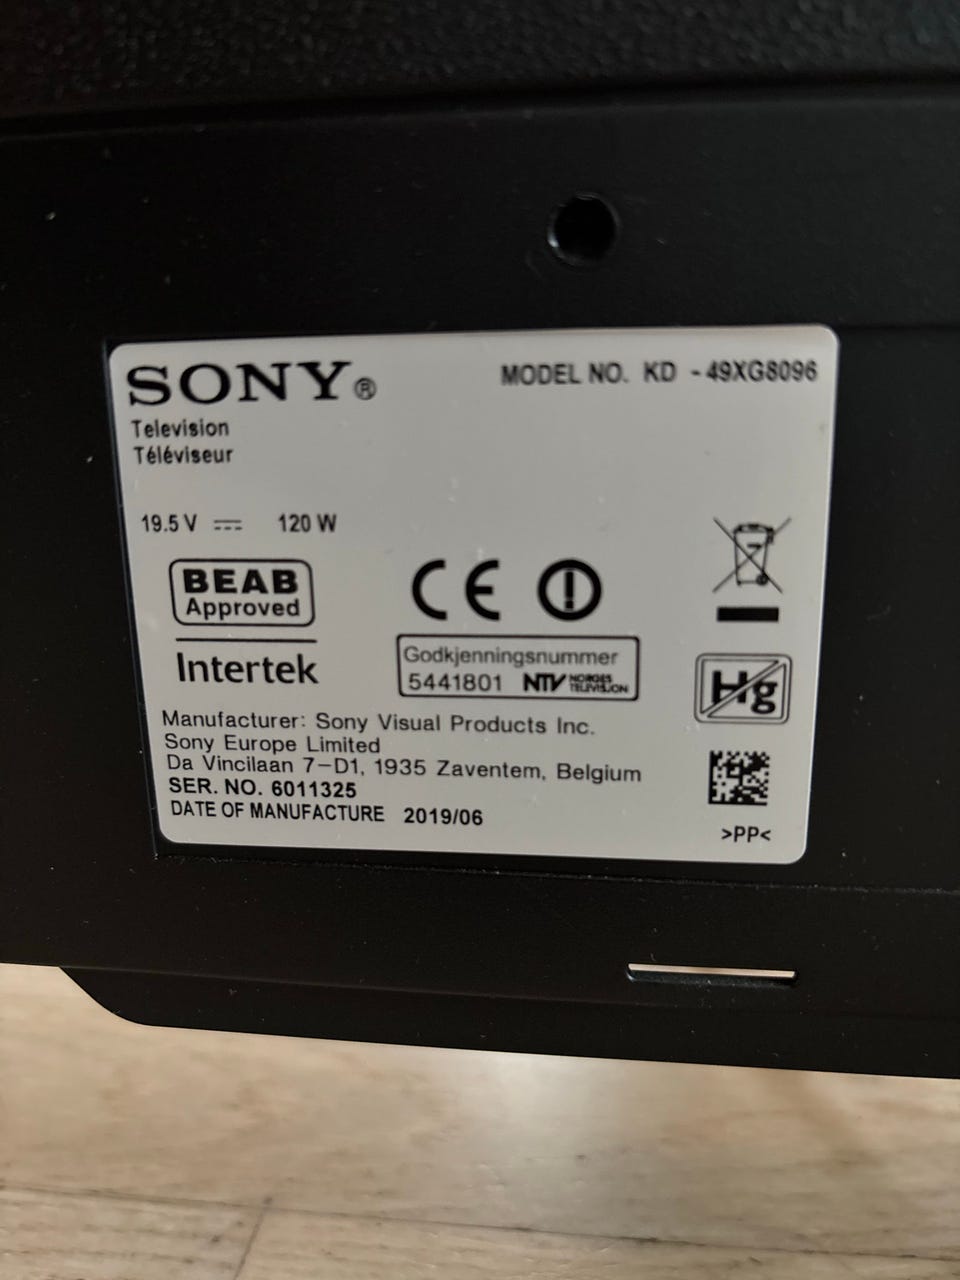 SONY®
MODEL NO. KD - 49XG8096
Television
Téléviseur
19.5 V ⎓ 120 W
BEAB
Approved
Intertek
CE
Godkjenningsnummer
5441801 NTV NORGES
TELEVISJON
Hg
Manufacturer: Sony Visual Products Inc.
Sony Europe Limited
Da Vincilaan 7-D1, 1935 Zaventem, Belgium
SER. NO. 6011325
DATE OF MANUFACTURE 2019/06
>PP<